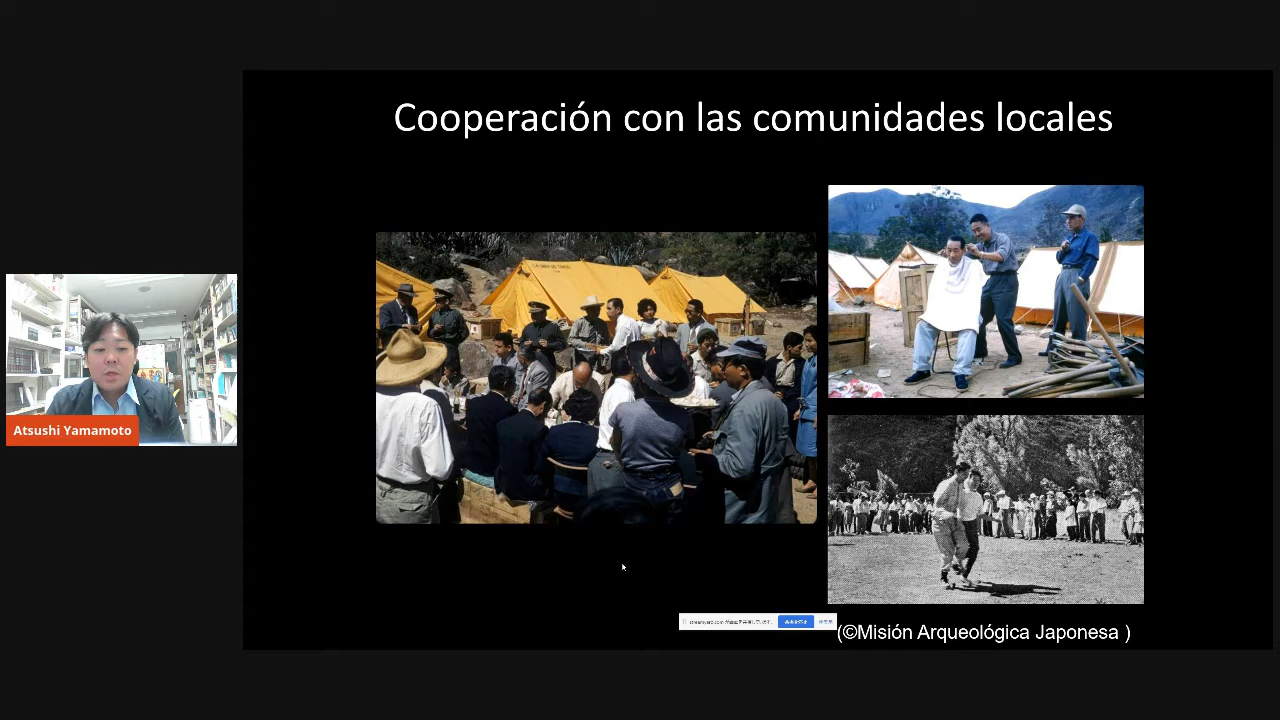 Cooperación con las comunidades locales
Atsushi Yamamoto
(©Misión Arqueológica Japonesa )